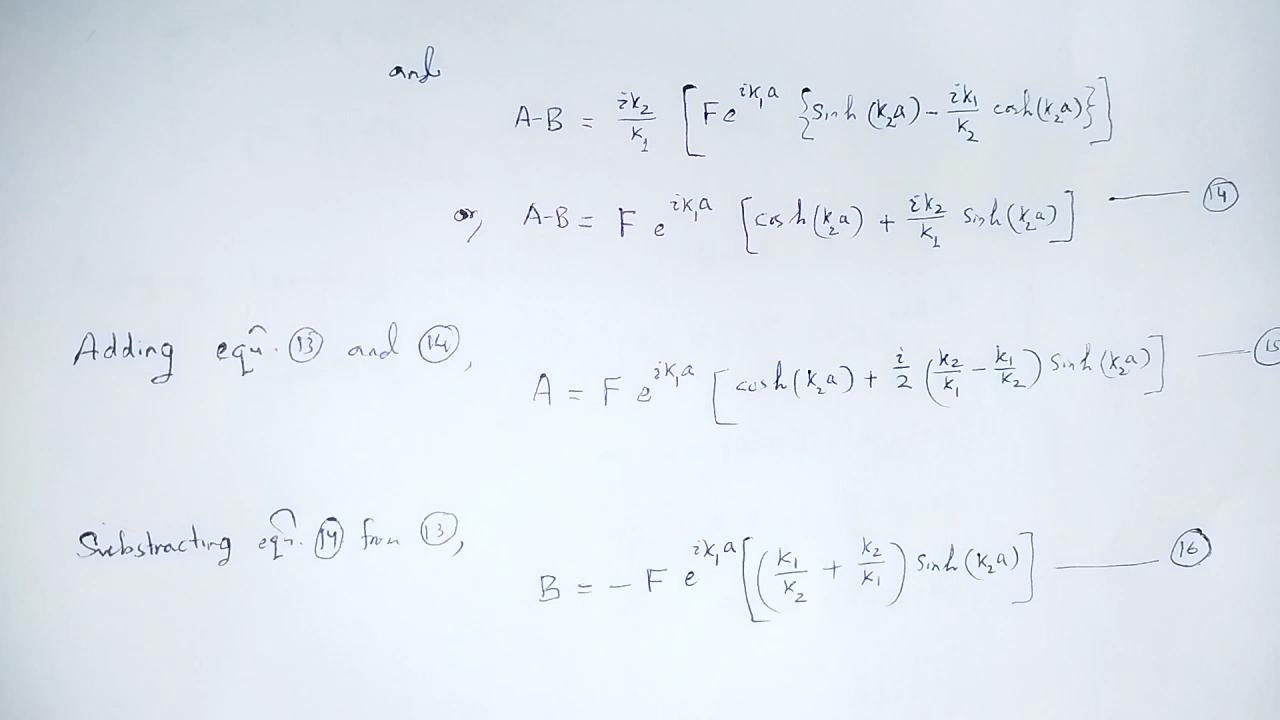 and
A-B = ik₂/k₁ [F e^{ik₁a} {sinh (k₂a) - ik₁/k₂ cosh(k₂a)}]
or, A-B = F e^{ik₁a} [cosh(k₂a) + ik₂/k₁ sinh(k₂a)] —— (14)
Adding eqn. (13) and (14),
A = F e^{ik₁a} [cosh(k₂a) + i/2 (k₂/k₁ - k₁/k₂) sinh(k₂a)] —— (15
Substracting eqn. (14) from (13),
B = - F e^{ik₁a} [(k₁/k₂ + k₂/k₁) sinh(k₂a)] —— (16)